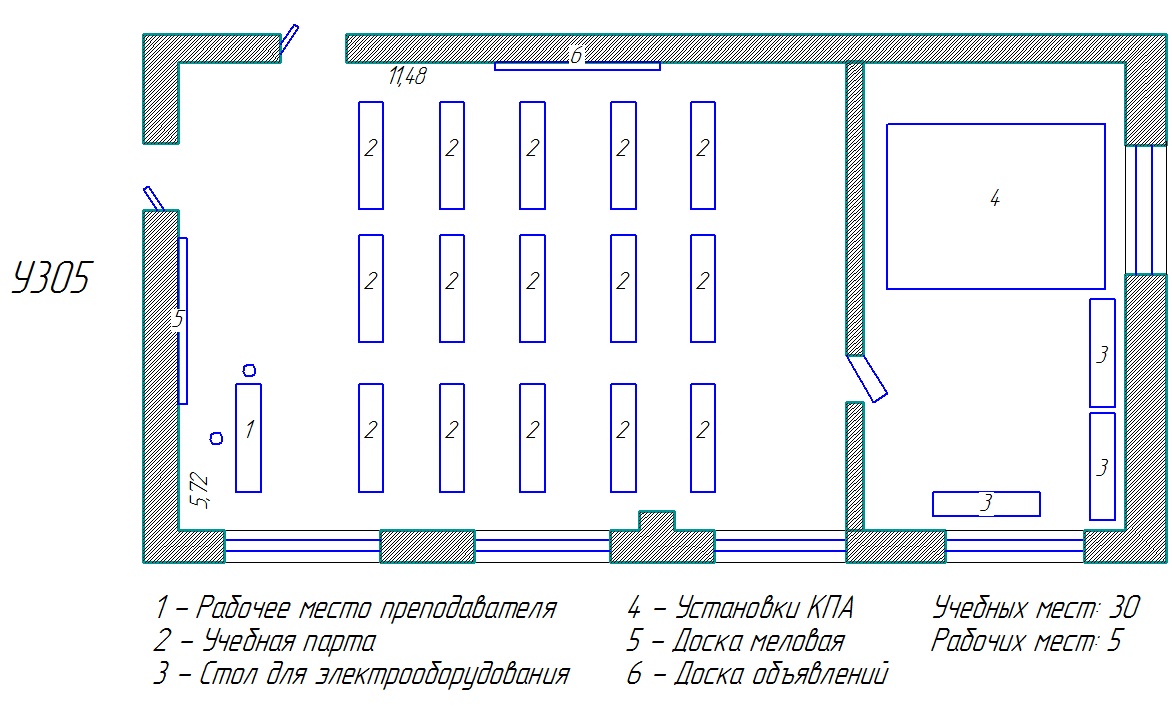 6
11,48
2 2 2 2 2
4
2 2 2 2 2
У305
5
3
1 2 2 2 2 2
3
5,72
3
1 – Рабочее место преподавателя
2 – Учебная парта
3 – Стол для электрооборудования
4 – Установки КПА
5 – Доска меловая
6 – Доска объявлений
Учебных мест: 30
Рабочих мест: 5